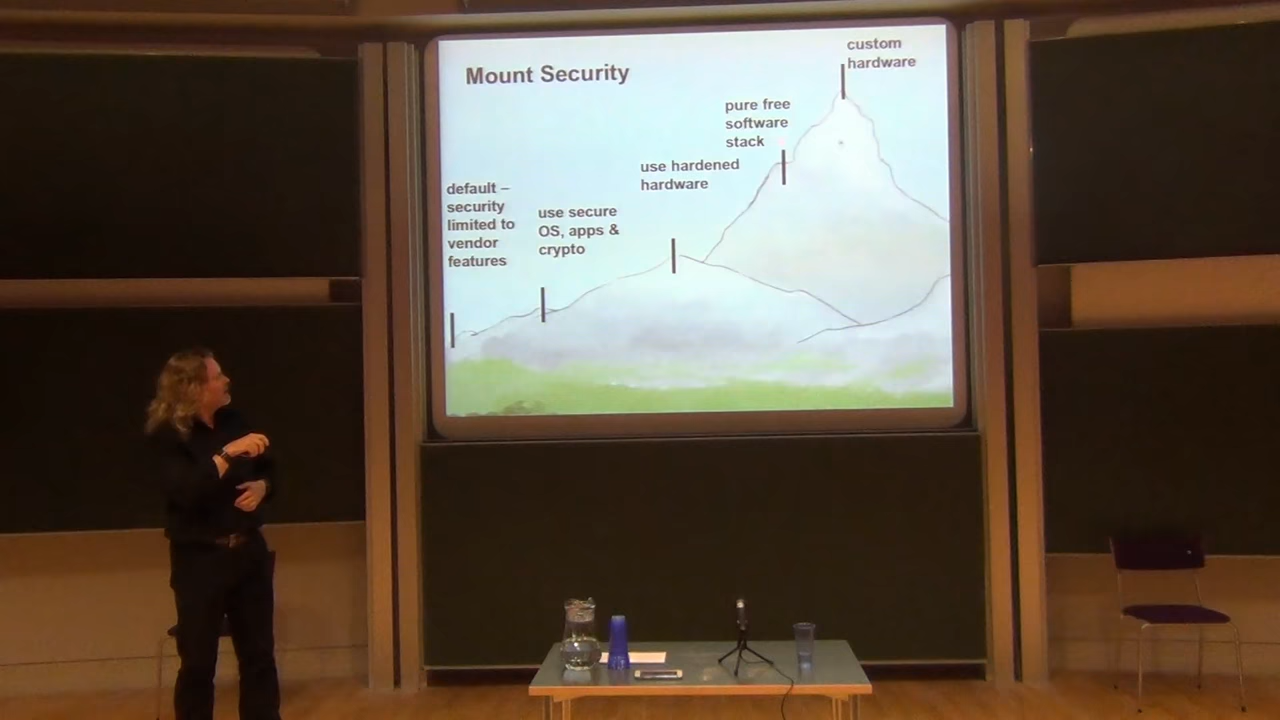 Mount Security
default –
security
limited to
vendor
features
use secure
OS, apps &
crypto
use hardened
hardware
pure free
software
stack
custom
hardware